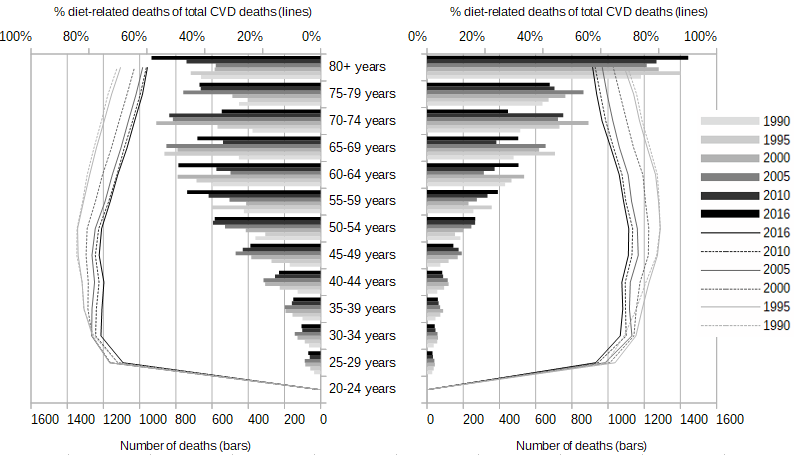 % diet-related deaths of total CVD deaths (lines)
% diet-related deaths of total CVD deaths (lines)
100% 80% 60% 40% 20% 0%
0% 20% 40% 60% 80% 100%
80+ years
75-79 years
70-74 years
65-69 years
60-64 years
55-59 years
50-54 years
45-49 years
40-44 years
35-39 years
30-34 years
25-29 years
20-24 years
1990
1995
2000
2005
2010
2016
2016
2010
2005
2000
1995
1990
1600 1400 1200 1000 800 600 400 200 0
0 200 400 600 800 1000 1200 1400 1600
Number of deaths (bars)
Number of deaths (bars)